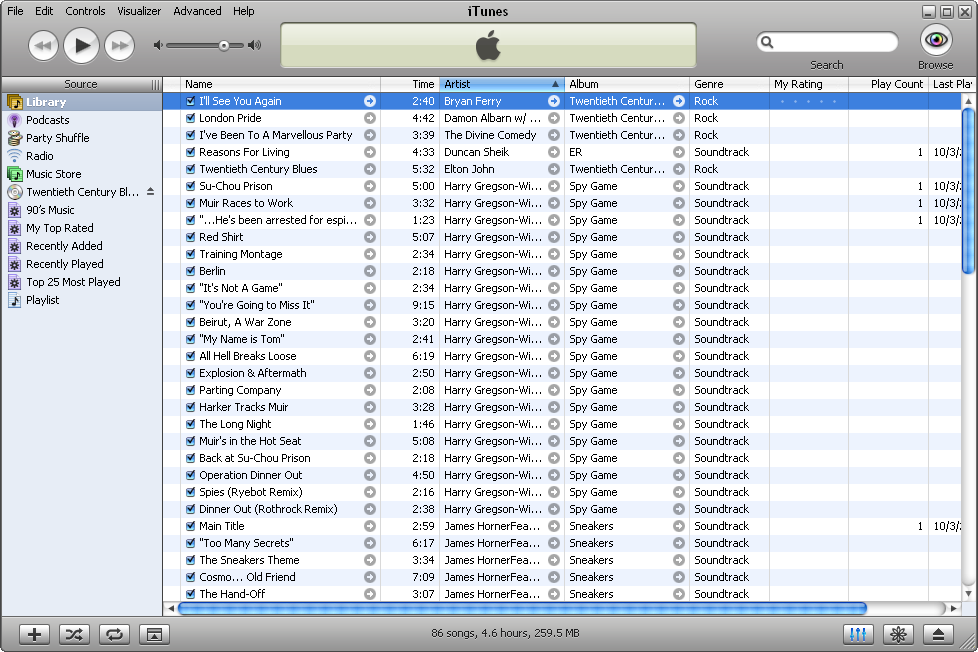 iTunes
File Edit Controls Visualizer Advanced Help
Search Browse
Source
Library
Podcasts
Party Shuffle
Radio
Music Store
Twentieth Century Bl...
90's Music
My Top Rated
Recently Added
Recently Played
Top 25 Most Played
Playlist
Name Time Artist Album Genre My Rating Play Count Last Pla
I'll See You Again 2:40 Bryan Ferry Twentieth Centur... Rock
London Pride 4:42 Damon Albarn w/ ... Twentieth Centur... Rock
I've Been To A Marvellous Party 3:39 The Divine Comedy Twentieth Centur... Rock
Reasons For Living 4:33 Duncan Sheik ER Soundtrack 1 10/3/
Twentieth Century Blues 5:32 Elton John Twentieth Centur... Rock
Su-Chou Prison 5:00 Harry Gregson-Wi... Spy Game Soundtrack 1 10/3/
Muir Races to Work 3:32 Harry Gregson-Wi... Spy Game Soundtrack 1 10/3/
"...He's been arrested for espi... 1:23 Harry Gregson-Wi... Spy Game Soundtrack 1 10/3/
Red Shirt 5:07 Harry Gregson-Wi... Spy Game Soundtrack
Training Montage 2:34 Harry Gregson-Wi... Spy Game Soundtrack
Berlin 2:18 Harry Gregson-Wi... Spy Game Soundtrack
"It's Not A Game" 2:34 Harry Gregson-Wi... Spy Game Soundtrack
"You're Going to Miss It" 9:15 Harry Gregson-Wi... Spy Game Soundtrack
Beirut, A War Zone 3:20 Harry Gregson-Wi... Spy Game Soundtrack
"My Name is Tom" 2:41 Harry Gregson-Wi... Spy Game Soundtrack
All Hell Breaks Loose 6:19 Harry Gregson-Wi... Spy Game Soundtrack
Explosion & Aftermath 2:50 Harry Gregson-Wi... Spy Game Soundtrack
Parting Company 2:08 Harry Gregson-Wi... Spy Game Soundtrack
Harker Tracks Muir 3:28 Harry Gregson-Wi... Spy Game Soundtrack
The Long Night 1:46 Harry Gregson-Wi... Spy Game Soundtrack
Muir's in the Hot Seat 5:08 Harry Gregson-Wi... Spy Game Soundtrack
Back at Su-Chou Prison 2:18 Harry Gregson-Wi... Spy Game Soundtrack
Operation Dinner Out 4:50 Harry Gregson-Wi... Spy Game Soundtrack
Spies (Ryebot Remix) 2:16 Harry Gregson-Wi... Spy Game Soundtrack
Dinner Out (Rothrock Remix) 2:38 Harry Gregson-Wi... Spy Game Soundtrack
Main Title 2:59 James HornerFea... Sneakers Soundtrack 1 10/3/
"Too Many Secrets" 6:17 James HornerFea... Sneakers Soundtrack
The Sneakers Theme 3:34 James HornerFea... Sneakers Soundtrack
Cosmo... Old Friend 7:09 James HornerFea... Sneakers Soundtrack
The Hand-Off 3:07 James HornerFea... Sneakers Soundtrack
86 songs, 4.6 hours, 259.5 MB